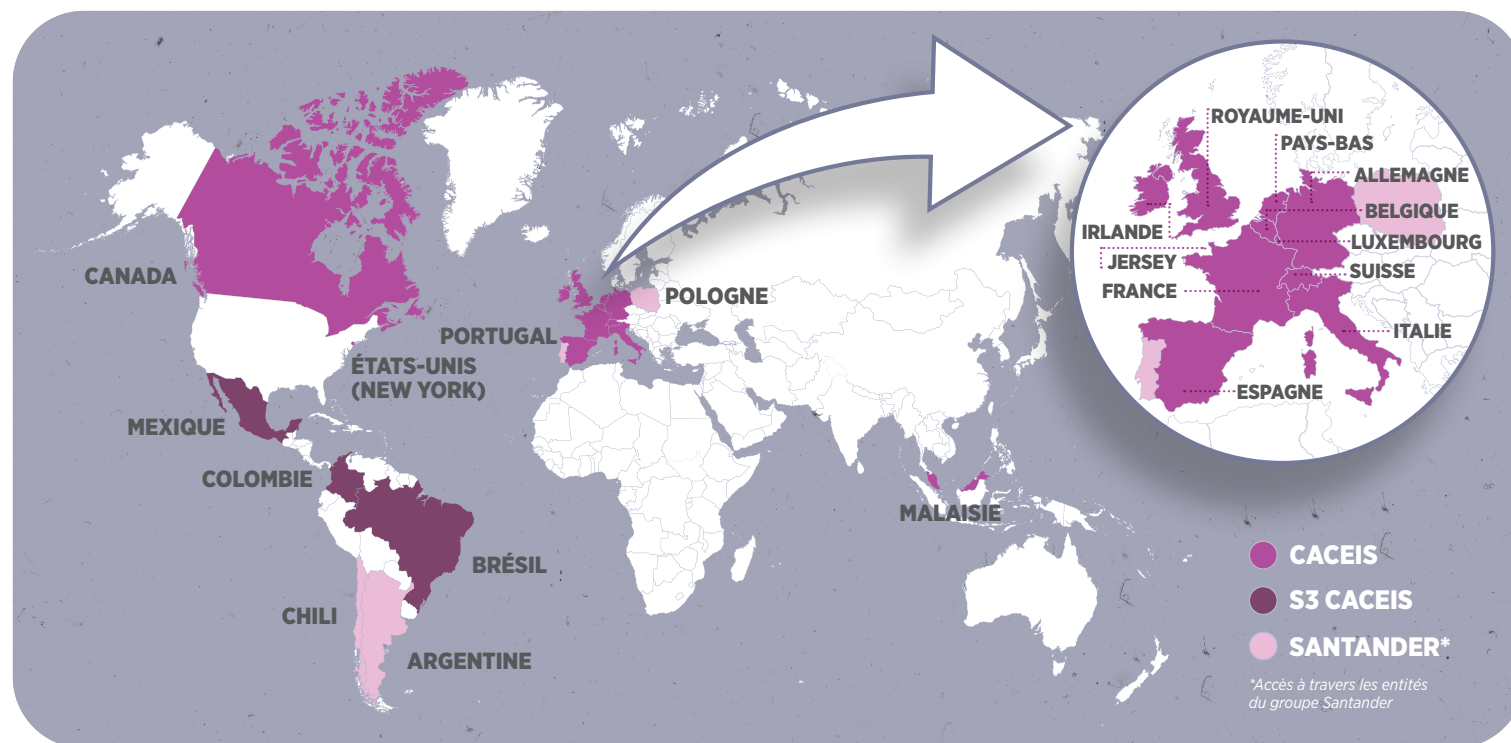 ROYAUME-UNI
PAYS-BAS
ALLEMAGNE
BELGIQUE
IRLANDE
LUXEMBOURG
JERSEY
SUISSE
FRANCE
ITALIE
ESPAGNE
CANADA
POLOGNE
PORTUGAL
ÉTATS-UNIS
(NEW YORK)
MEXIQUE
COLOMBIE
MALAISIE
BRÉSIL
CHILI
ARGENTINE
CACEIS
S3 CACEIS
SANTANDER*
*Accès à travers les entités
du groupe Santander